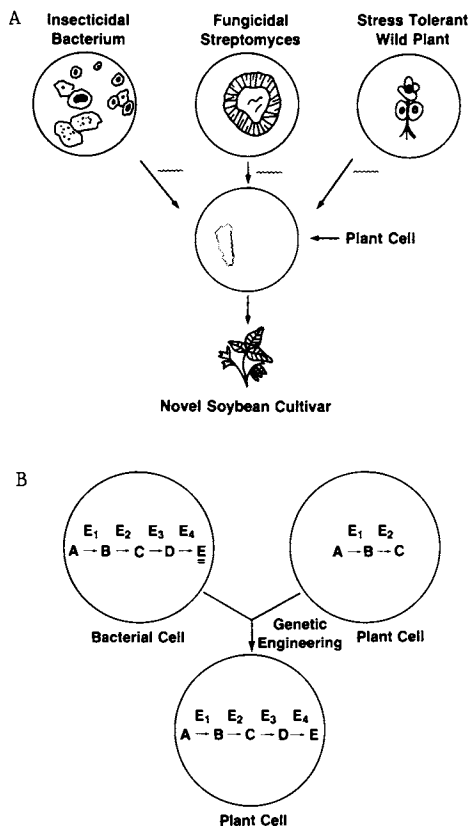 A
Insecticidal
Bacterium
Fungicidal
Streptomyces
Stress Tolerant
Wild Plant
Plant Cell
Novel Soybean Cultivar
B
E₁ E₂ E₃ E₄
A → B → C → D → E
Bacterial Cell
E₁ E₂
A → B → C
Plant Cell
Genetic
Engineering
E₁ E₂ E₃ E₄
A → B → C → D → E
Plant Cell